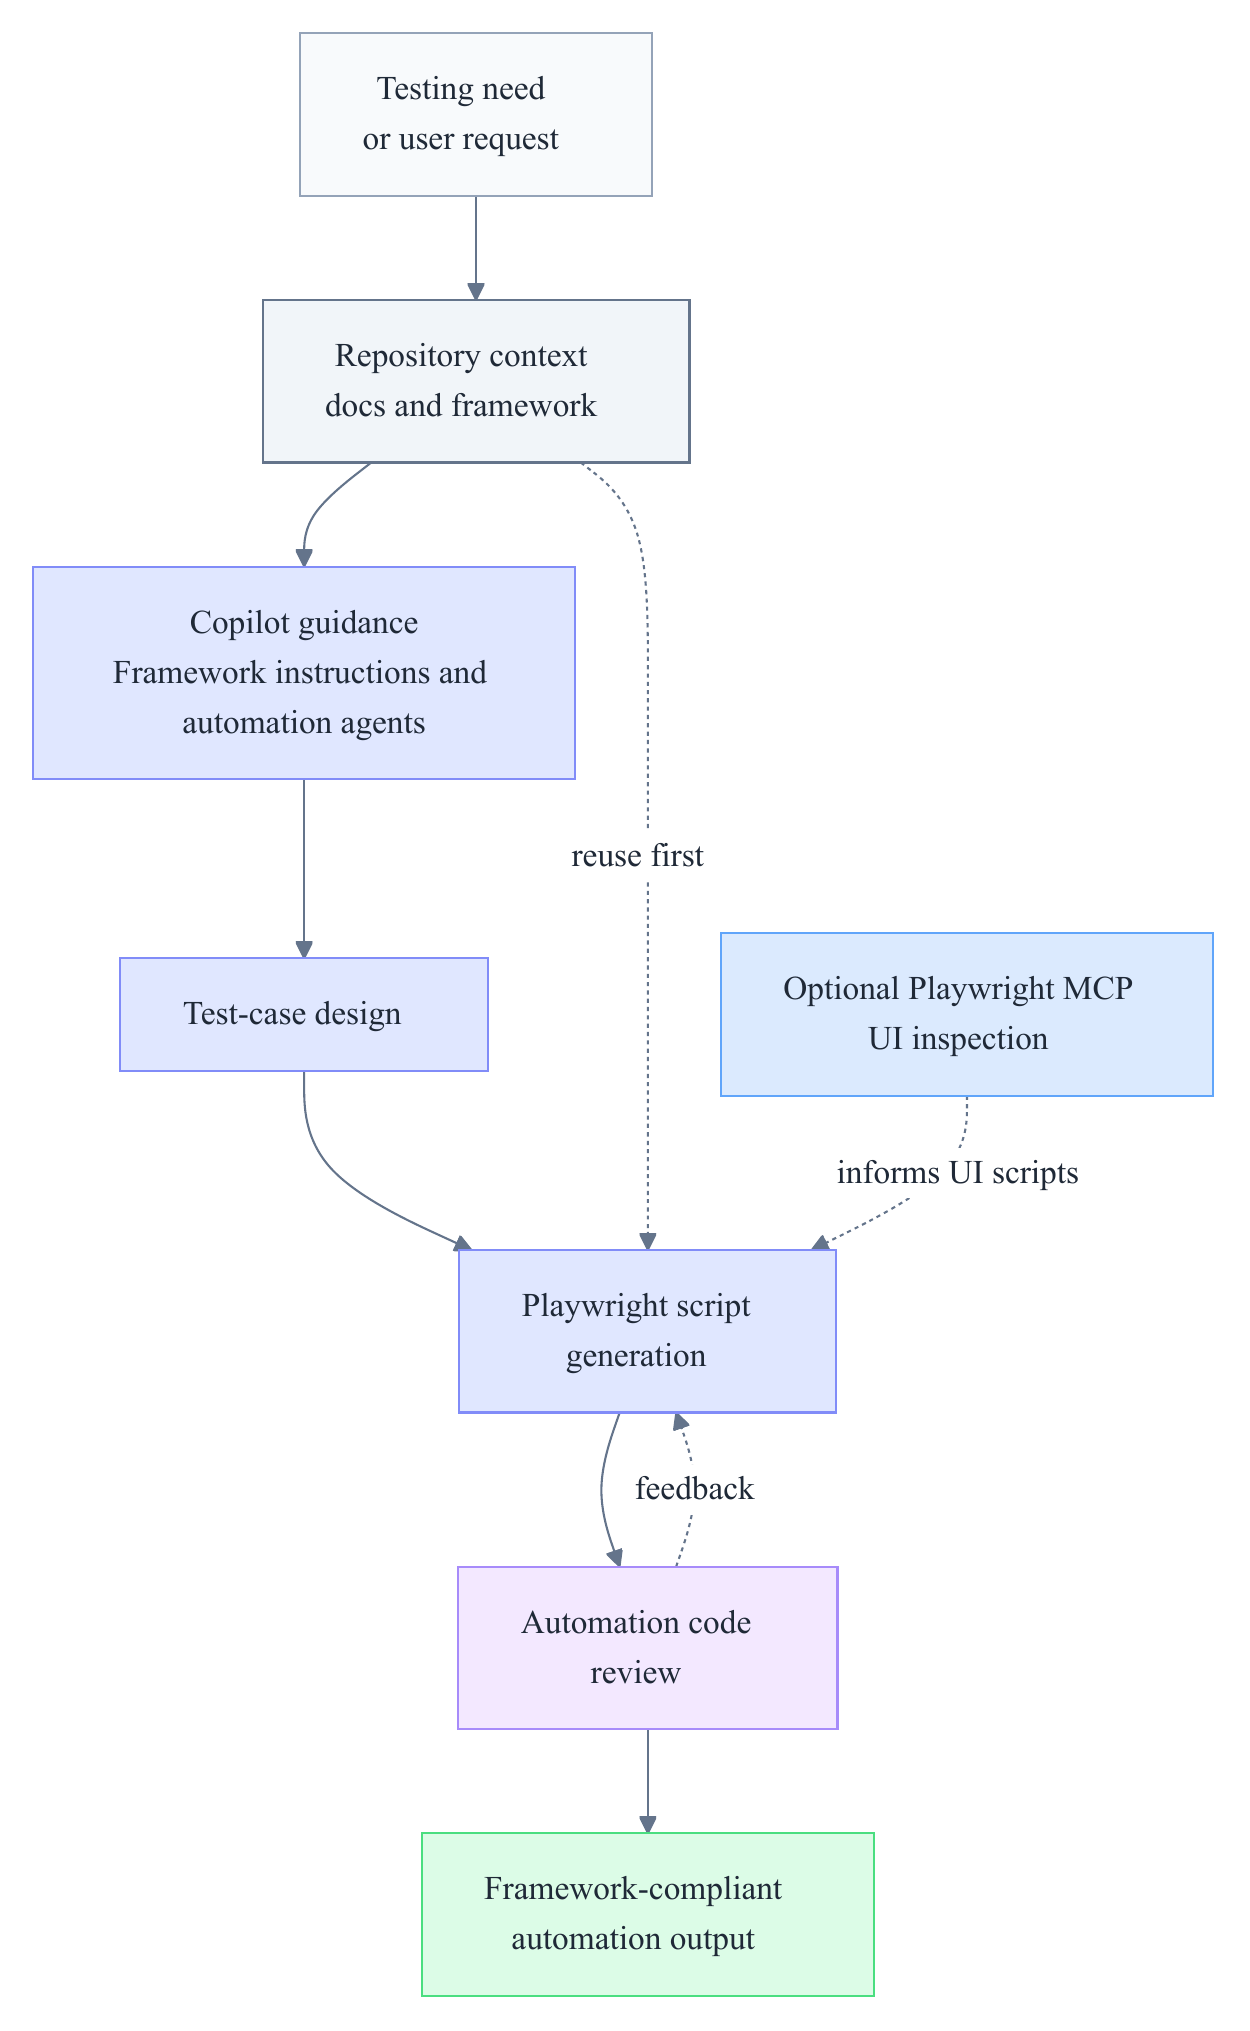 Testing need
or user request
Repository context
docs and framework
Copilot guidance
Framework instructions and
automation agents
reuse first
Optional Playwright MCP
UI inspection
Test-case design
informs UI scripts
Playwright script
generation
feedback
Automation code
review
Framework-compliant
automation output